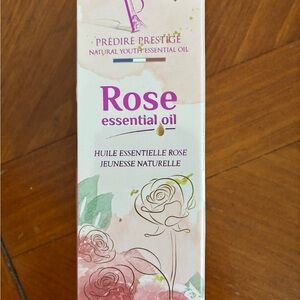 P
PRÉDIRE PRESTIGE
NATURAL YOUTH ESSENTIAL OIL
Rose
essential oil
HUILE ESSENTIELLE ROSE
JEUNESSE NATURELLE